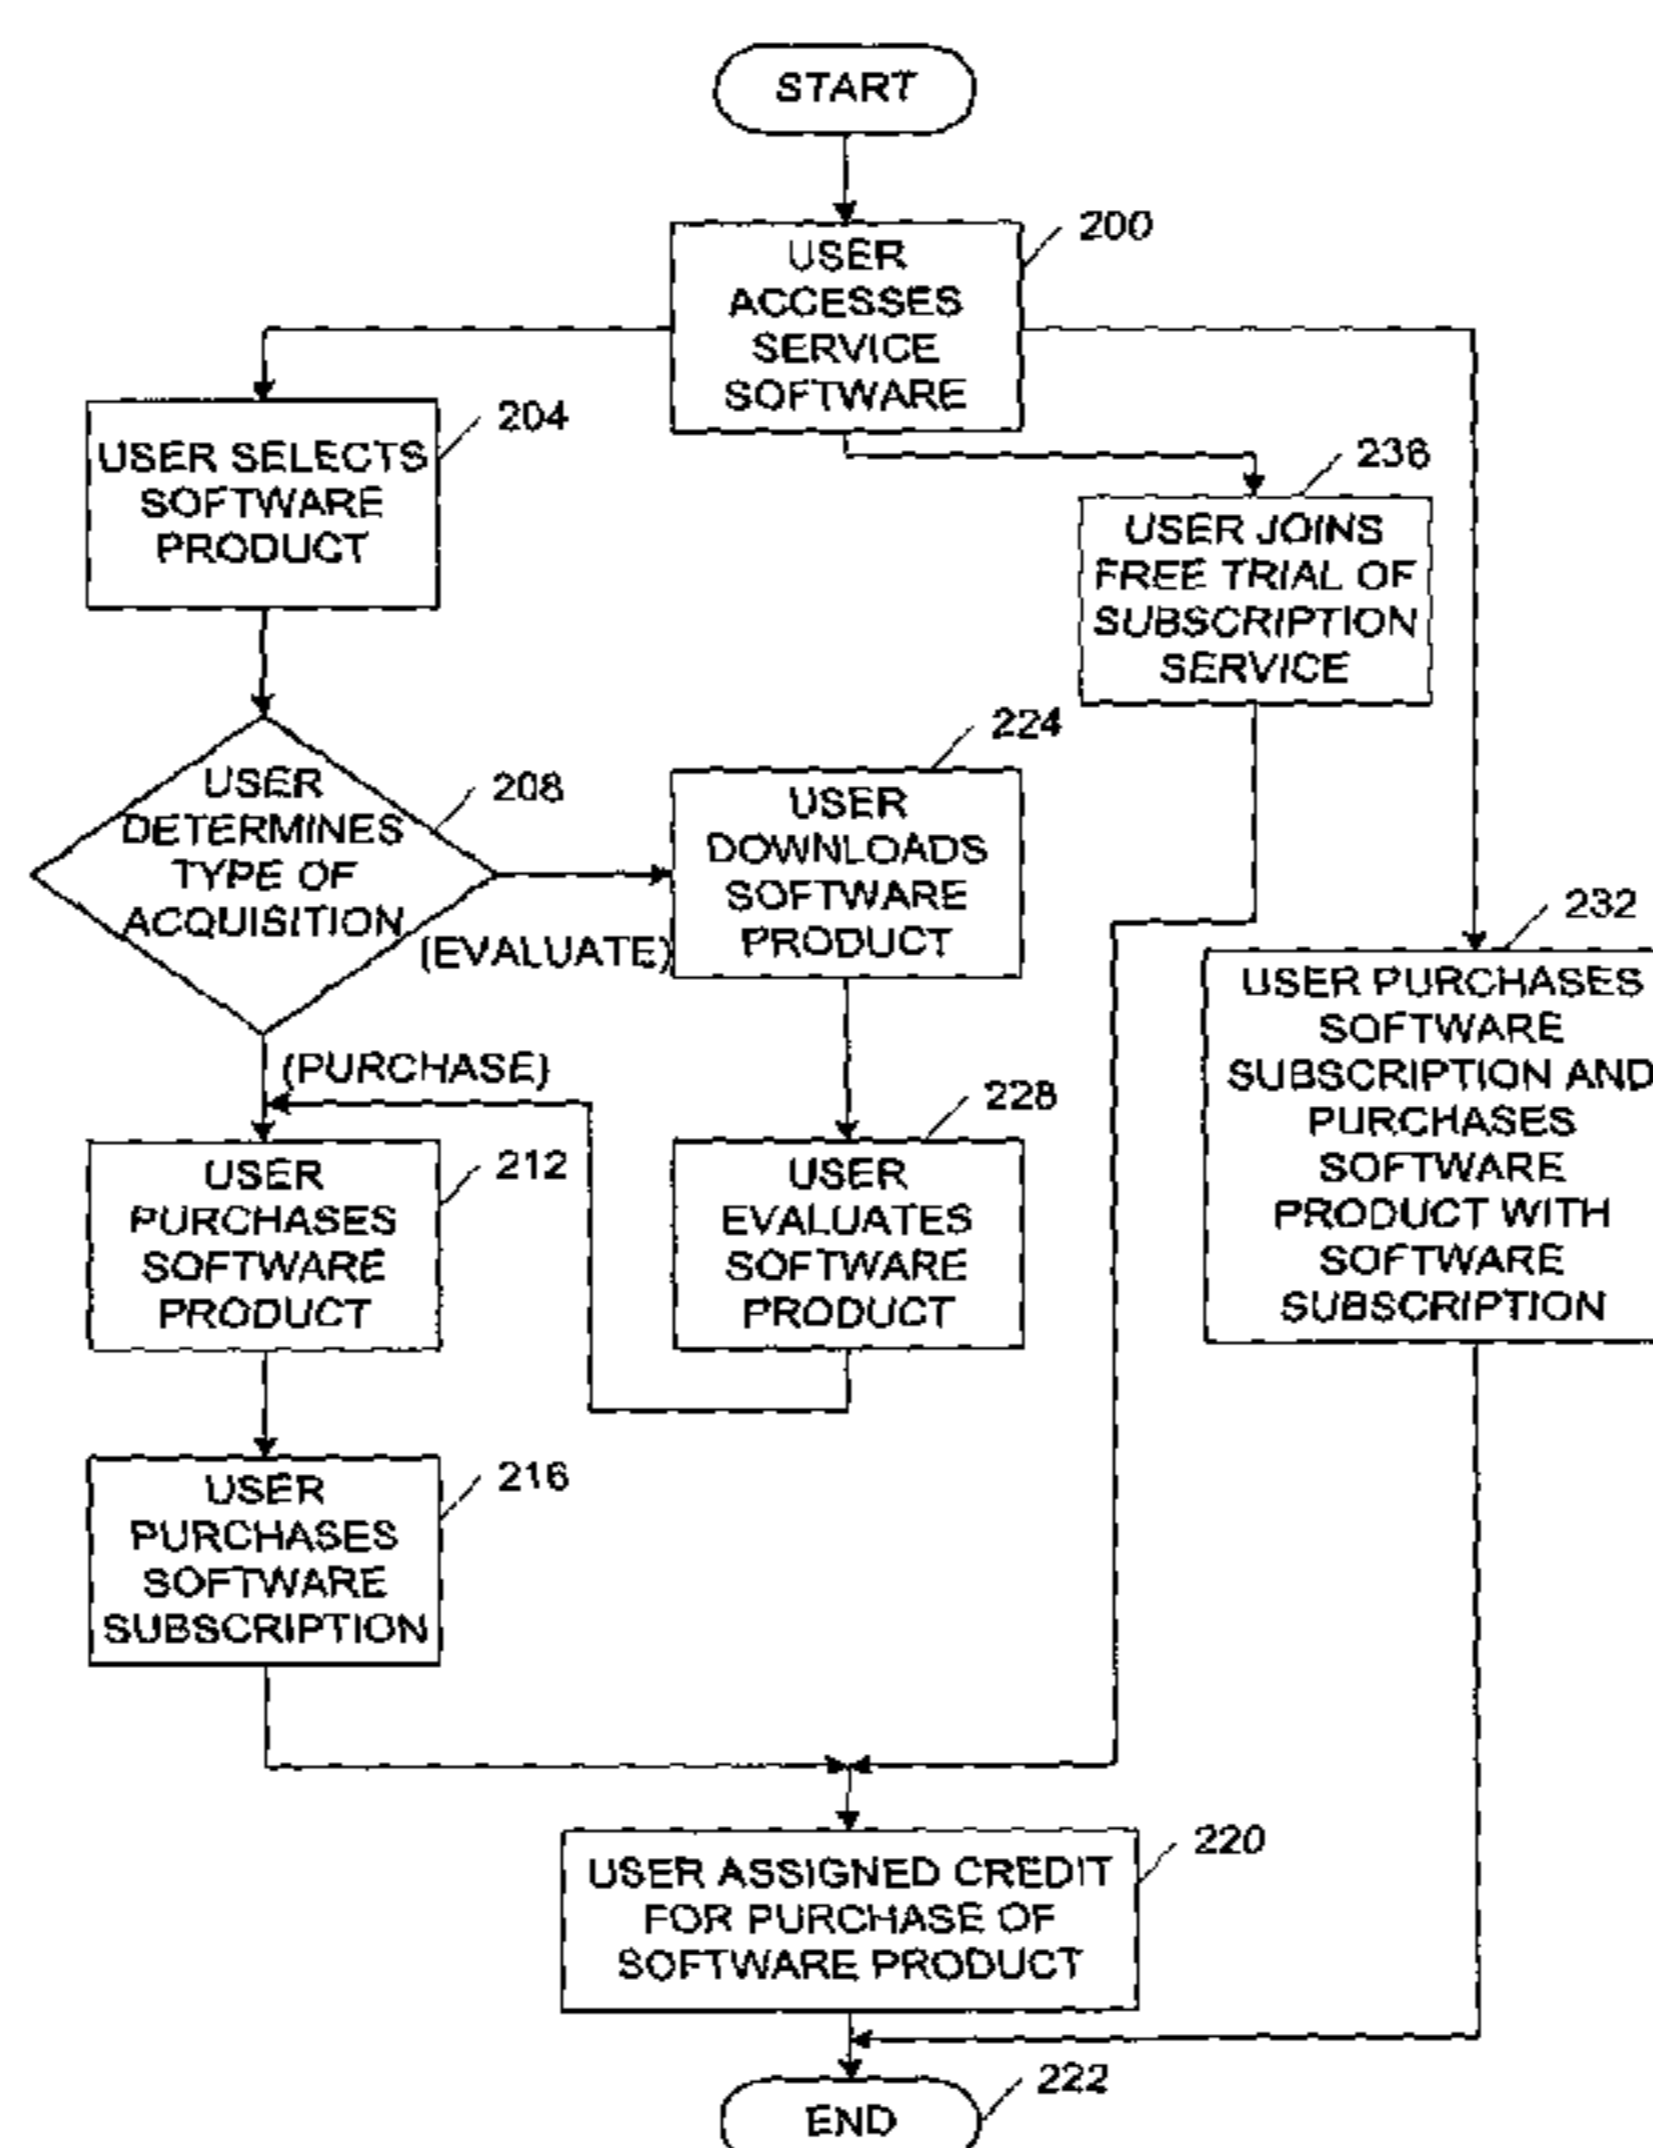 START
200
USER
ACCESSES
SERVICE
SOFTWARE
204
USER SELECTS
SOFTWARE
PRODUCT
236
USER JOINS
FREE TRIAL OF
SUBSCRIPTION
SERVICE
208
USER
DETERMINES
TYPE OF
ACQUISITION
(EVALUATE)
(PURCHASE)
224
USER
DOWNLOADS
SOFTWARE
PRODUCT
232
USER PURCHASES
SOFTWARE
SUBSCRIPTION AND
PURCHASES
SOFTWARE
PRODUCT WITH
SOFTWARE
SUBSCRIPTION
212
USER
PURCHASES
SOFTWARE
PRODUCT
228
USER
EVALUATES
SOFTWARE
PRODUCT
216
USER
PURCHASES
SOFTWARE
SUBSCRIPTION
220
USER ASSIGNED CREDIT
FOR PURCHASE OF
SOFTWARE PRODUCT
222
END